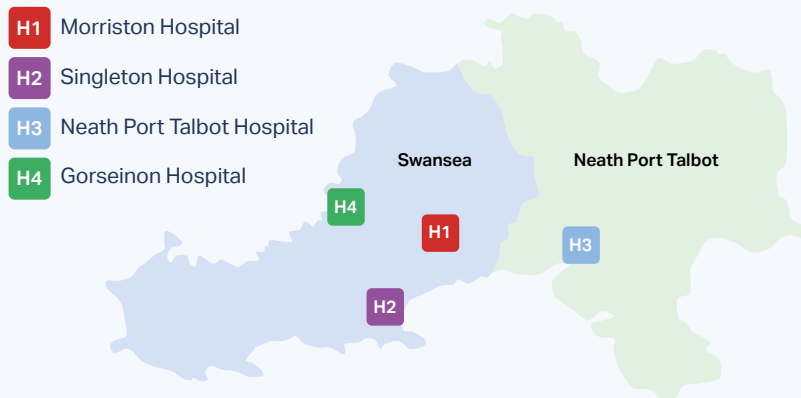 H1 Morriston Hospital
H2 Singleton Hospital
H3 Neath Port Talbot Hospital
H4 Gorseinon Hospital
Swansea
Neath Port Talbot
H4
H1
H3
H2